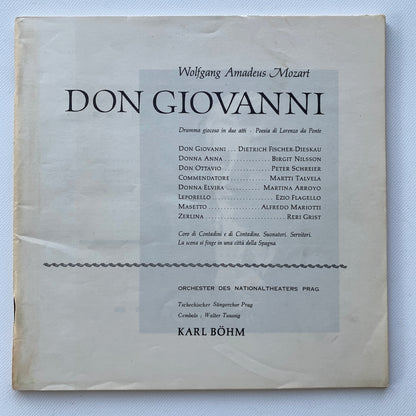 Wolfgang Amadeus Mozart
DON GIOVANNI
Dramma giocoso in due atti · Poesia di Lorenzo da Ponte
DON GIOVANNI . . . DIETRICH FISCHER-DIESKAU
DONNA ANNA . . . . . . . . . . . BIRGIT NILSSON
DON OTTAVIO . . . . . . . . . . . PETER SCHREIER
COMMENDATORE . . . . . . . . . MARTTI TALVELA
DONNA ELVIRA . . . . . . . . MARTINA ARROYO
LEPORELLO . . . . . . . . . . . . . EZIO FLAGELLO
MASETTO . . . . . . . . . . . . ALFREDO MARIOTTI
ZERLINA . . . . . . . . . . . . . . . . . . RERI GRIST
Coro di Contadini e di Contadine. Suonatori. Servitori.
La scena si finge in una città della Spagna.
ORCHESTER DES NATIONALTHEATERS PRAG
Tschechischer Sängerchor Prag
Cembalo : Walter Taussig
KARL BÖHM